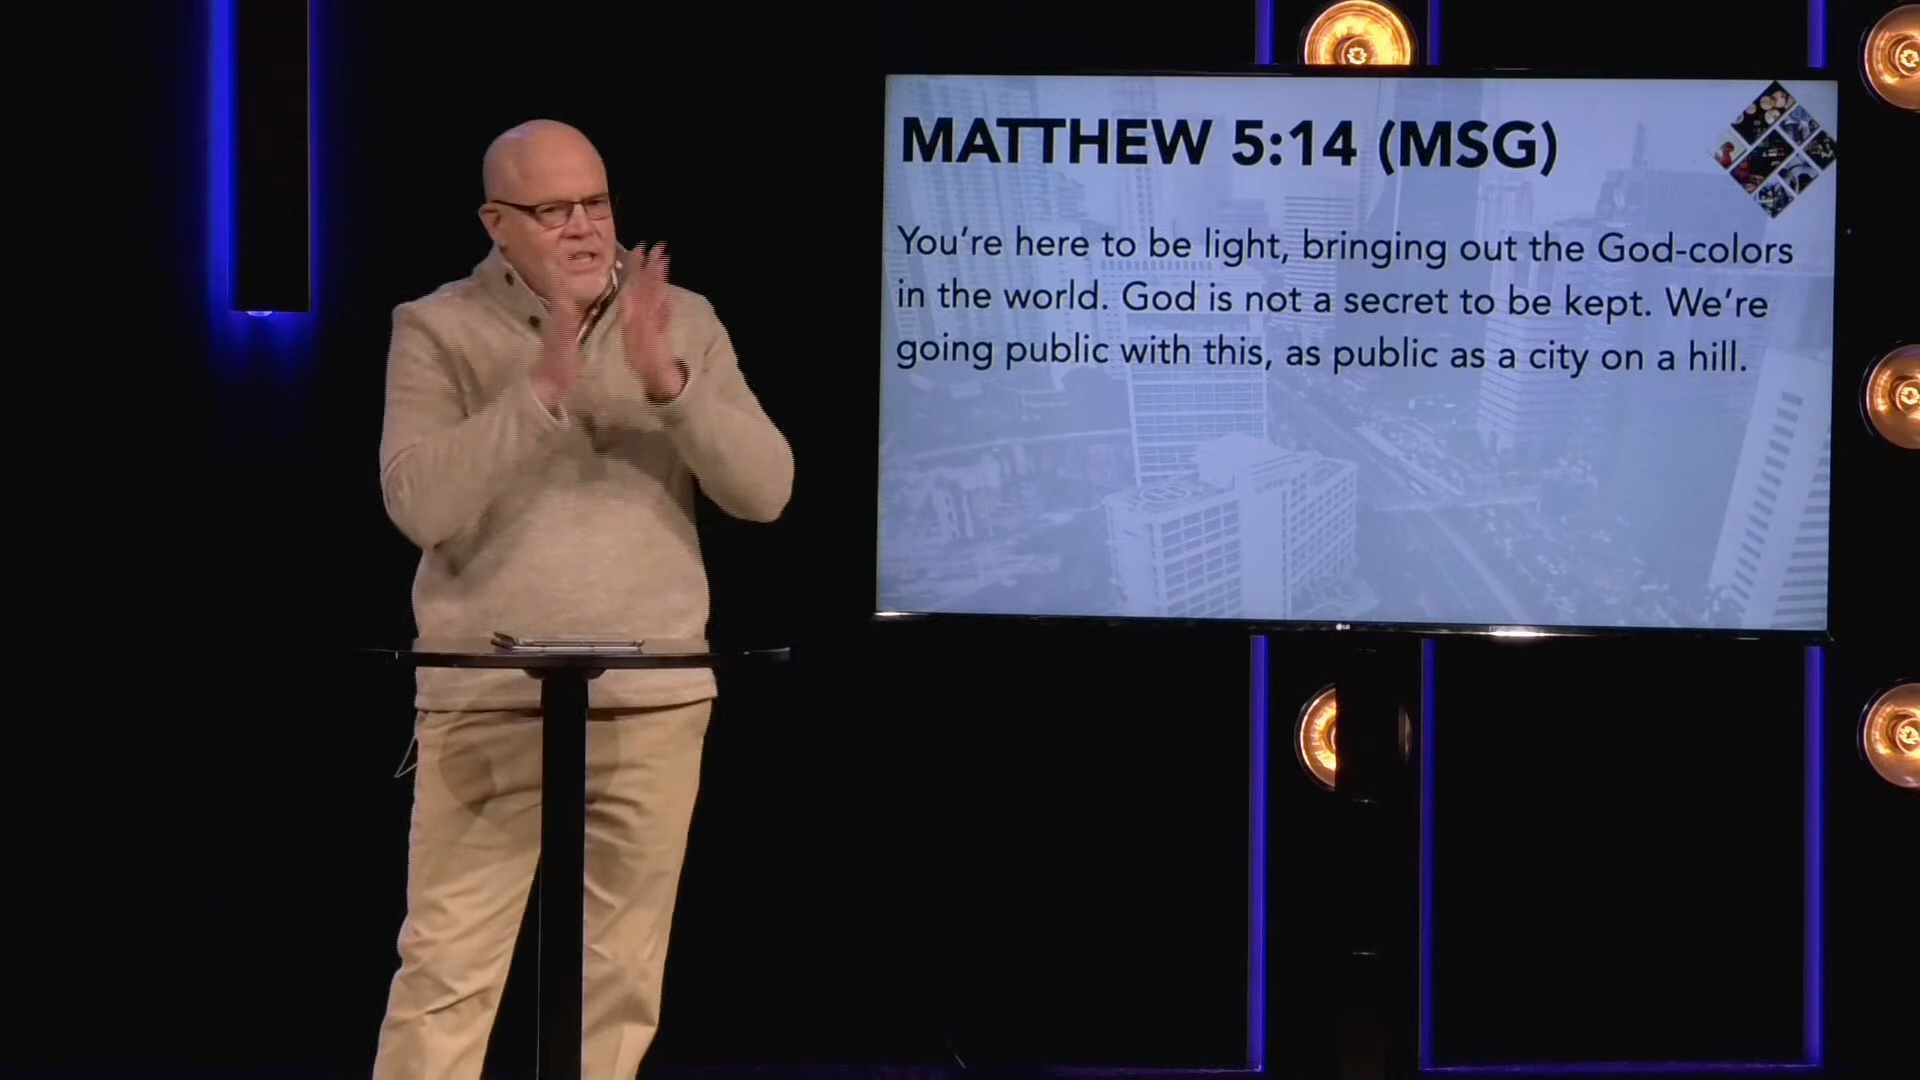 MATTHEW 5:14 (MSG)
You're here to be light, bringing out the God-colors
in the world. God is not a secret to be kept. We're
going public with this, as public as a city on a hill.
LG